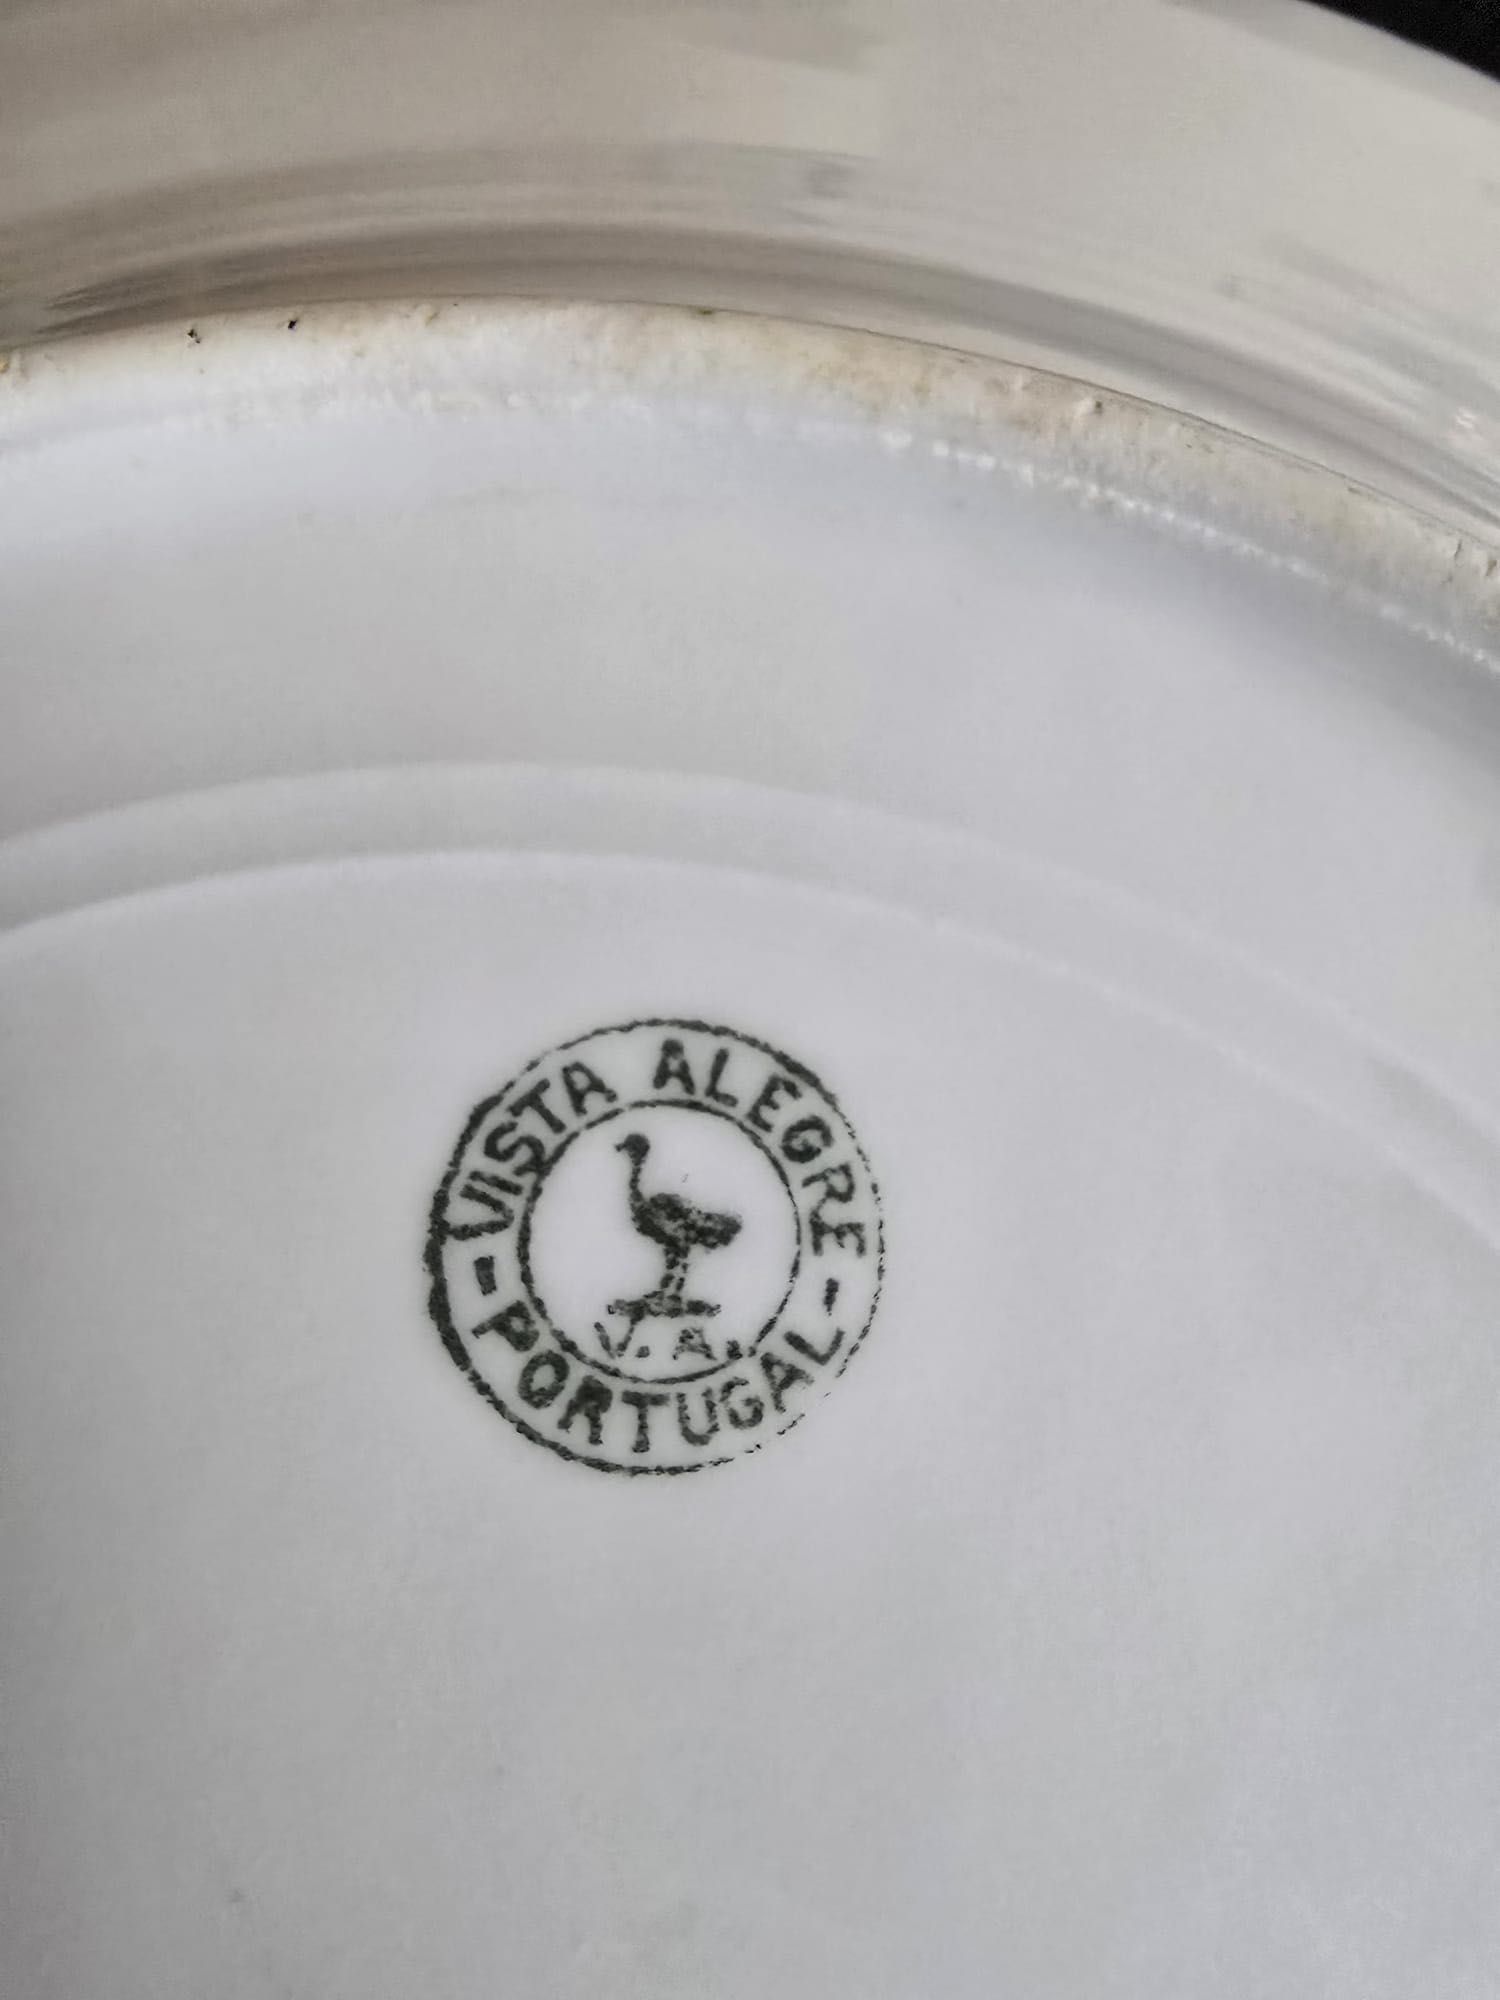 VISTA ALEGRE
V. A.
- PORTUGAL -